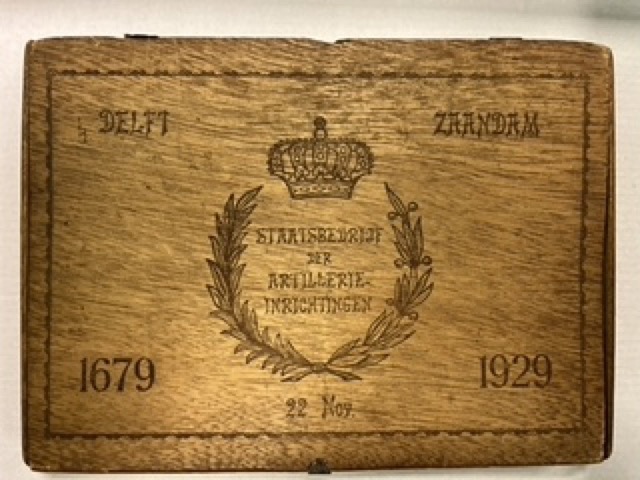 DELFT ZAANDAM
STAATSBEDRIJF
DER
ARTILLERIE-
INRICHTINGEN
1679 1929
22 Nov.